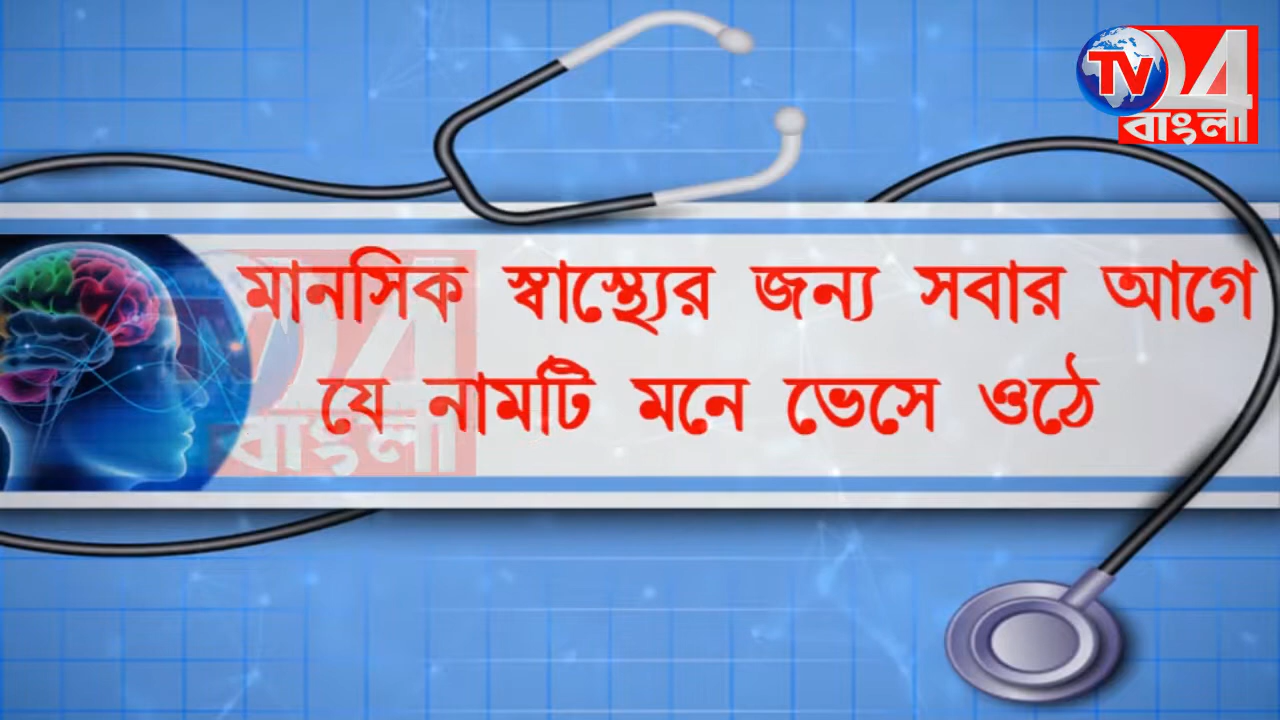 TV 24
বাংলা
মানসিক স্বাস্থ্যের জন্য সবার আগে
যে নামটি মনে ভেসে ওঠে
বাংলা